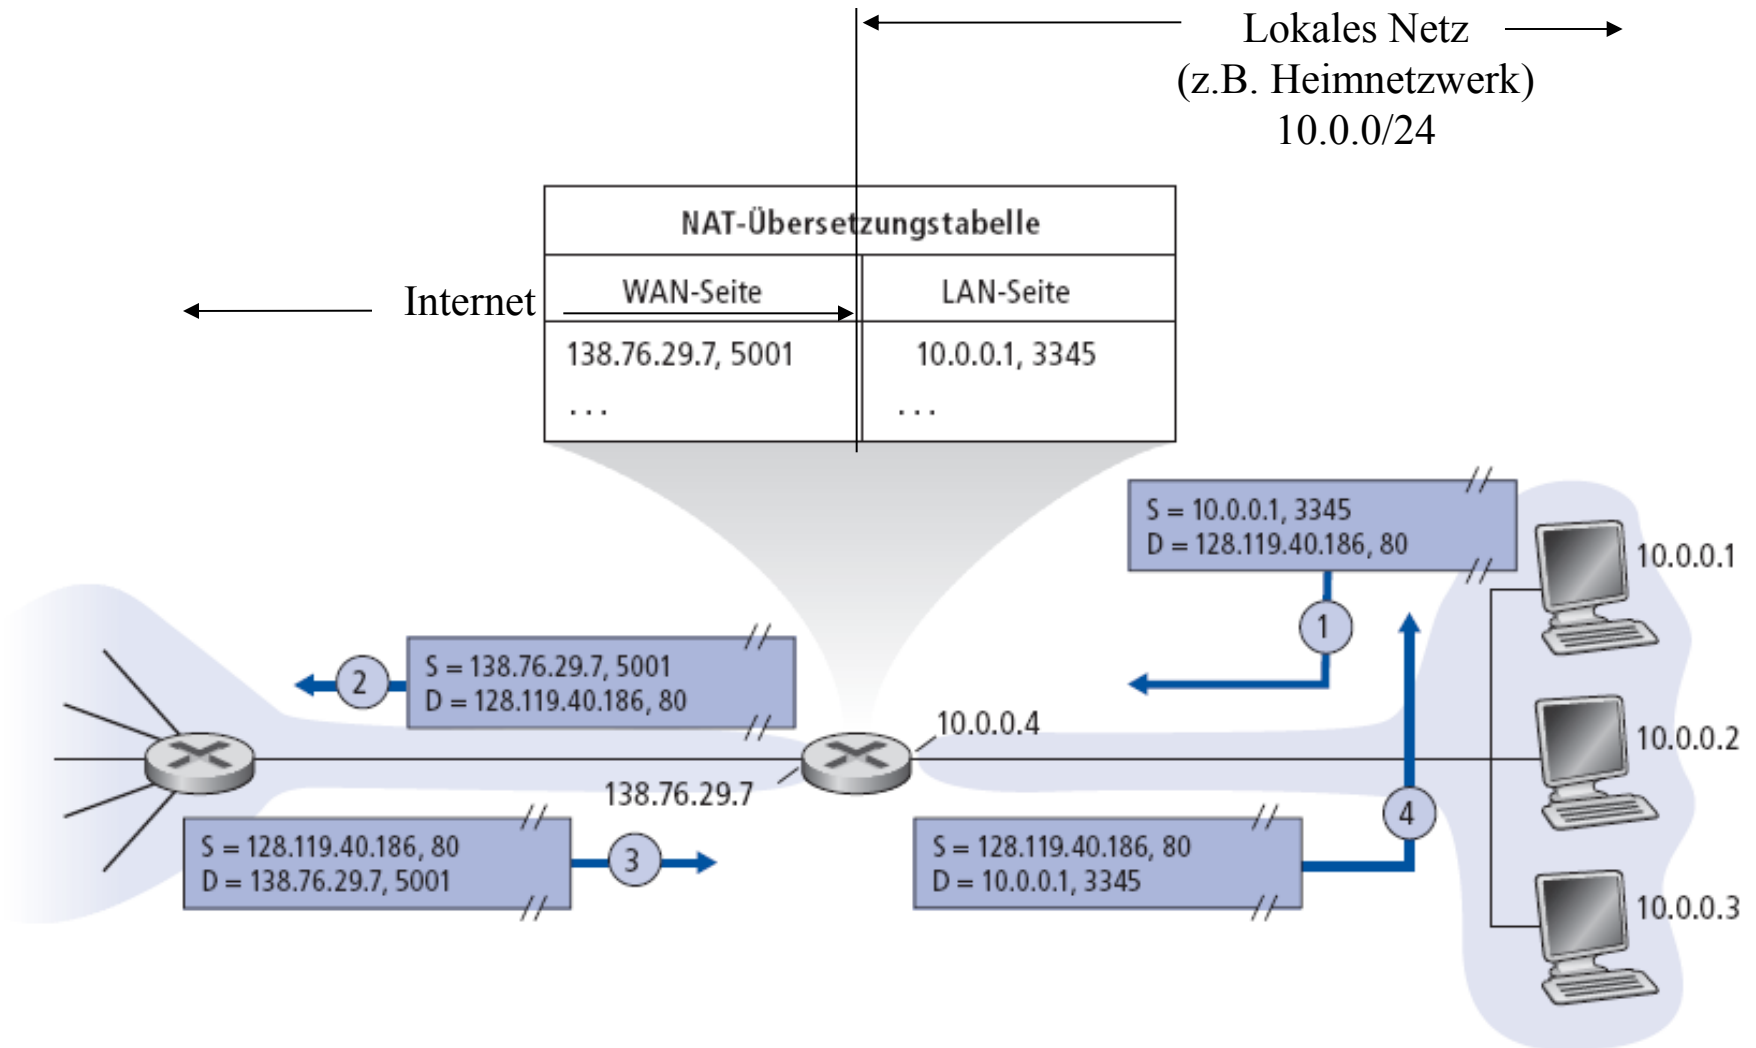 Lokales Netz
(z.B. Heimnetzwerk)
10.0.0/24
NAT-Übersetzungstabelle
Internet
WAN-Seite
LAN-Seite
138.76.29.7, 5001
10.0.0.1, 3345
. . .
. . .
S = 10.0.0.1, 3345
D = 128.119.40.186, 80
10.0.0.1
1
S = 138.76.29.7, 5001
D = 128.119.40.186, 80
2
10.0.0.4
10.0.0.2
138.76.29.7
4
S = 128.119.40.186, 80
D = 138.76.29.7, 5001
3
S = 128.119.40.186, 80
D = 10.0.0.1, 3345
10.0.0.3